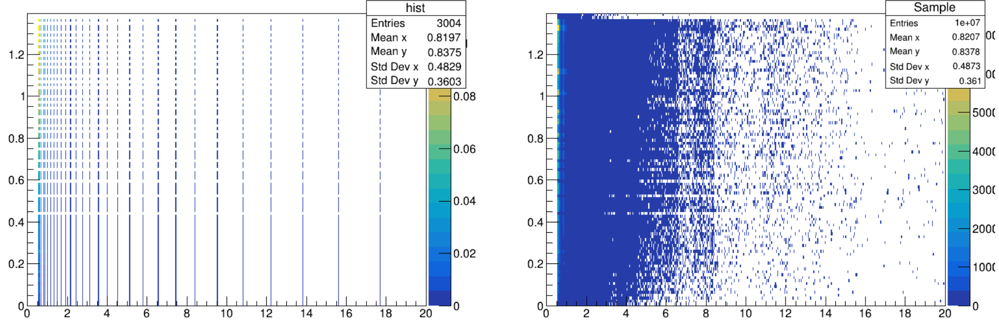 hist
Entries 3004
Mean x 0.8197
Mean y 0.8375
Std Dev x 0.4829
Std Dev y 0.3603
1.2
1
0.8
0.6
0.4
0.2
0
0 2 4 6 8 10 12 14 16 18 20
0.08
0.06
0.04
0.02
0
Sample
Entries 1e+07
Mean x 0.8207
Mean y 0.8378
Std Dev x 0.4873
Std Dev y 0.361
1.2
1
0.8
0.6
0.4
0.2
0
0 2 4 6 8 10 12 14 16 18 20
00
00
5000
4000
3000
2000
1000
0